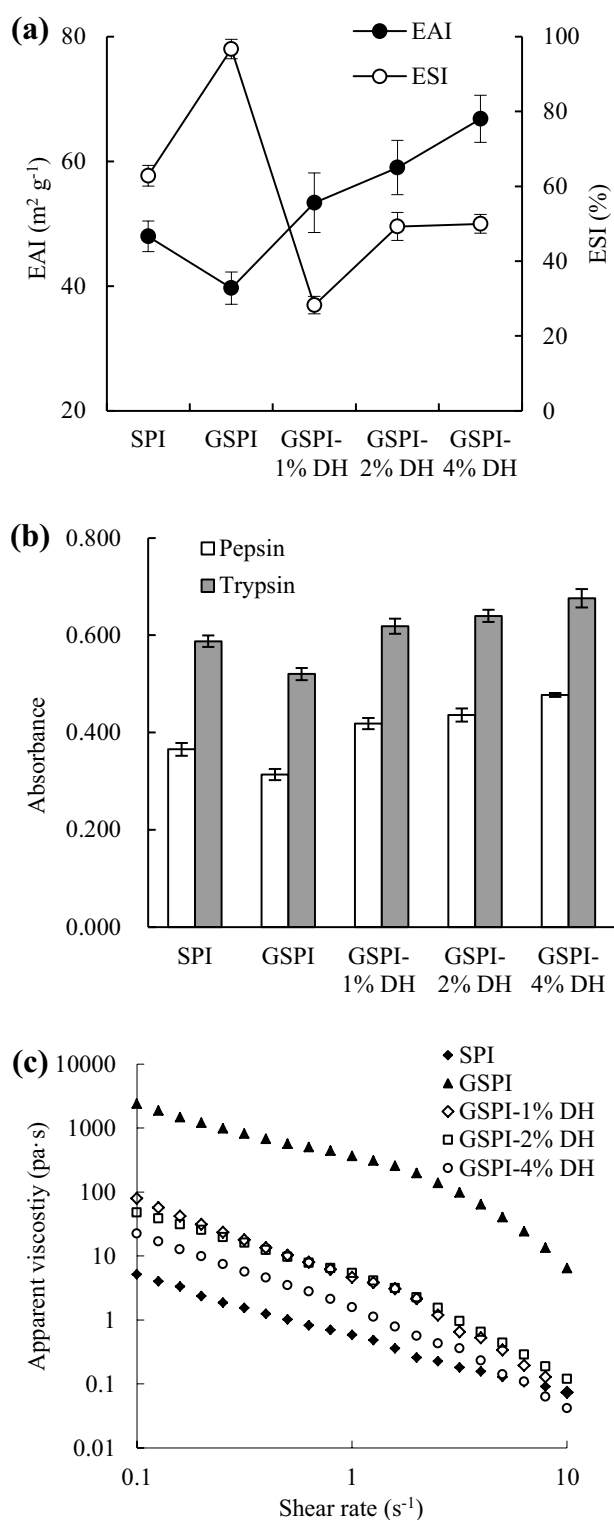 (a)
EAI
ESI
80
60
40
20
EAI (m² g⁻¹)
100
80
60
40
20
0
ESI (%)
SPI GSPI GSPI- GSPI- GSPI-
1% DH 2% DH 4% DH
(b)
Pepsin
Trypsin
0.800
0.600
0.400
0.200
0.000
Absorbance
SPI GSPI GSPI- GSPI- GSPI-
1% DH 2% DH 4% DH
(c)
SPI
GSPI
GSPI-1% DH
GSPI-2% DH
GSPI-4% DH
10000
1000
100
10
1
0.1
0.01
Apparent viscostiy (pa· s)
0.1 1 10
Shear rate (s⁻¹)